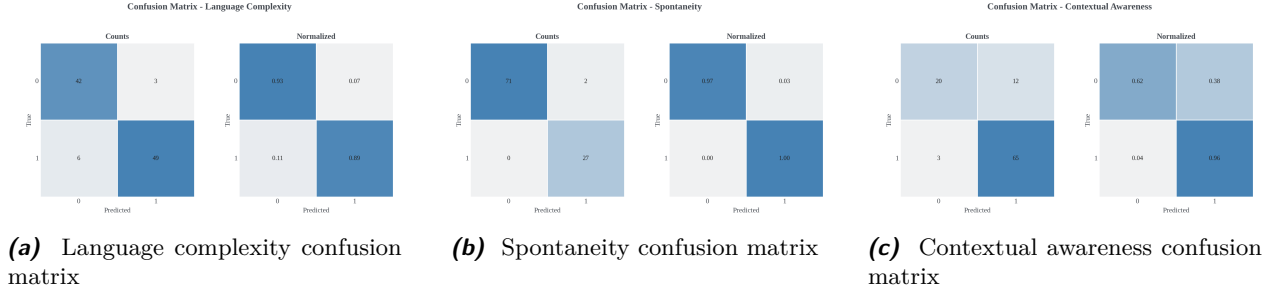 Confusion Matrix - Language Complexity
Counts
Normalized
True
0
42
3
1
6
49
0
1
Predicted
True
0
0.93
0.07
1
0.11
0.89
0
1
Predicted
(a) Language complexity confusion
matrix
Confusion Matrix - Spontaneity
Counts
Normalized
True
0
71
2
1
0
27
0
1
Predicted
True
0
0.97
0.03
1
0.00
1.00
0
1
Predicted
(b) Spontaneity confusion matrix
Confusion Matrix - Contextual Awareness
Counts
Normalized
True
0
20
12
1
3
65
0
1
Predicted
True
0
0.62
0.38
1
0.04
0.96
0
1
Predicted
(c) Contextual awareness confusion
matrix